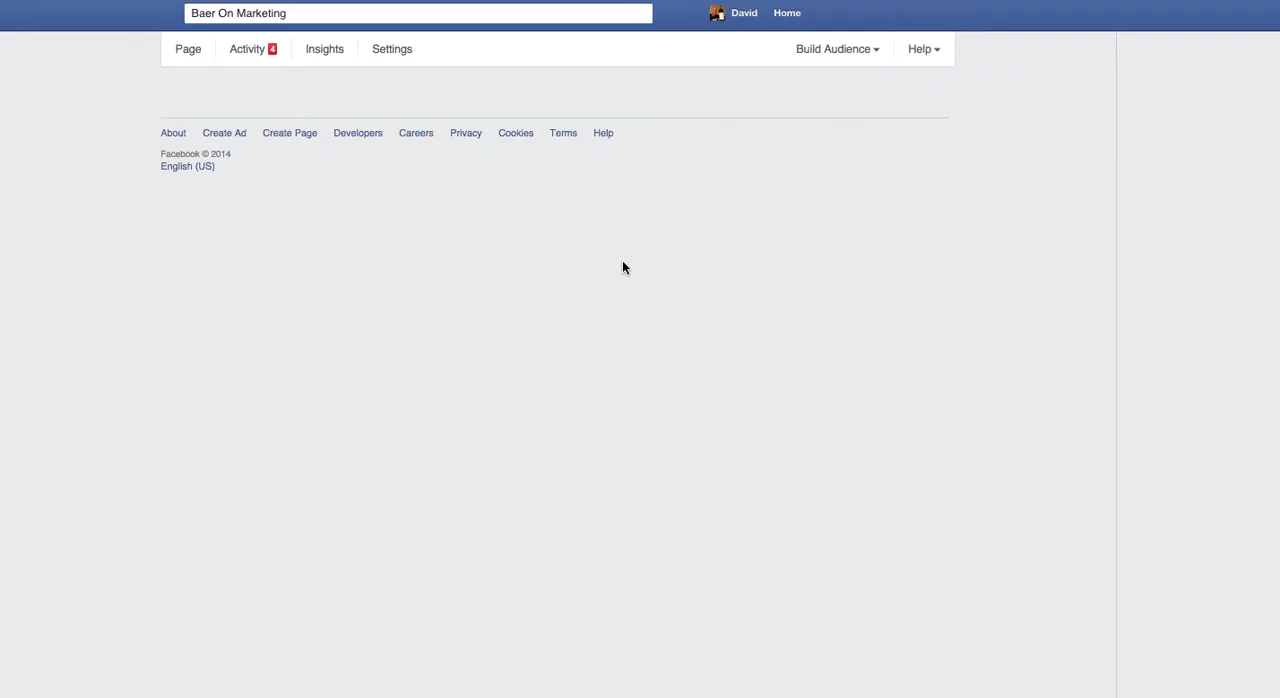 Baer On Marketing
David Home
Page Activity 4 Insights Settings Build Audience Help
About Create Ad Create Page Developers Careers Privacy Cookies Terms Help
Facebook © 2014
English (US)